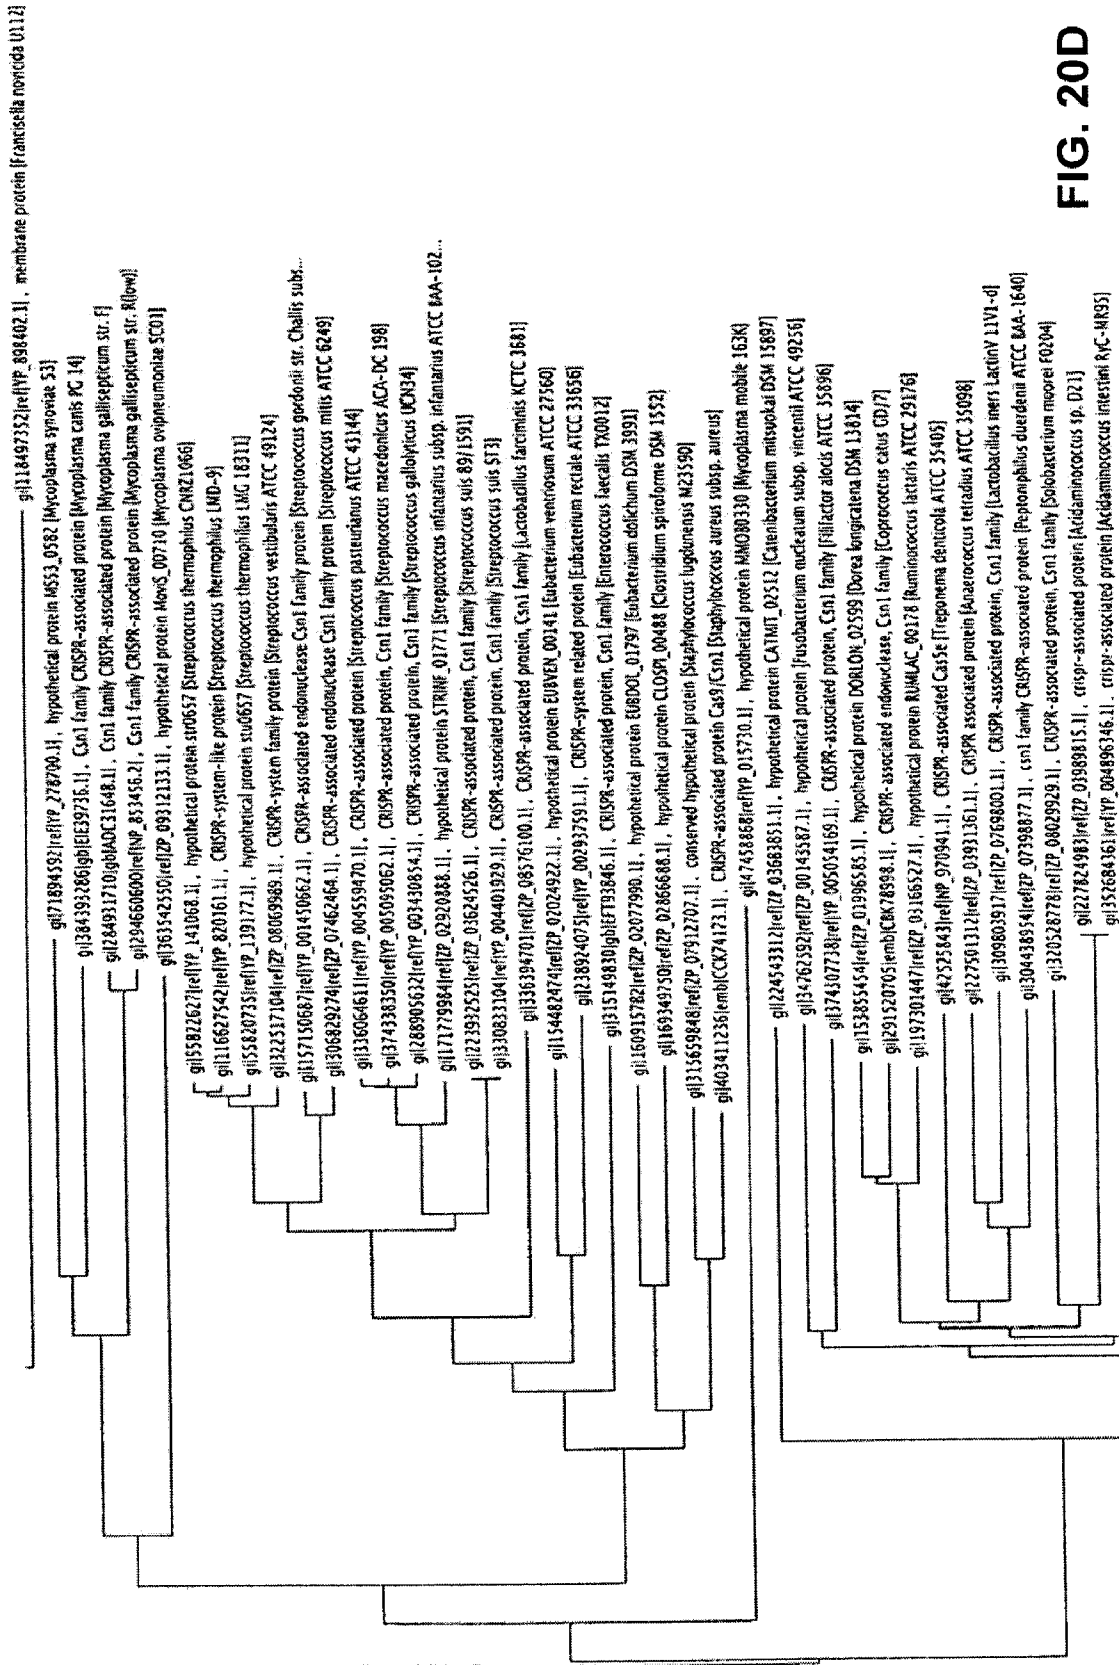 gi|118497352|ref|YP_898402.1|, membrane protein [Francisella novicida U112]
gi|71894592|ref|YP_278700.1|, hypothetical protein MS53_0582 [Mycoplasma synoviae 53]
gi|384393286|gb|EIE39736.1|, Csn1 family CRISPR-associated protein [Mycoplasma canis PG 14]
gi|284931710|gb|ADC31648.1|, Csn1 family CRISPR-associated protein [Mycoplasma gallisepticum str. F]
gi|294660600|ref|NP_853456.2|, Csn1 family CRISPR-associated protein [Mycoplasma gallisepticum str. R(low)]
gi|363542550|ref|ZP_09312133.1|, hypothetical protein MoviS_00710 [Mycoplasma ovipneumoniae SC01]
gi|55822627|ref|YP_141068.1|, hypothetical protein str0657 [Streptococcus thermophilus CNRZ1066]
gi|116627542|ref|YP_820161.1|, CRISPR-system-like protein [Streptococcus thermophilus LMD-9]
gi|55820735|ref|YP_139177.1|, hypothetical protein stu0657 [Streptococcus thermophilus LMG 18311]
gi|322517104|ref|ZP_08069989.1|, CRISPR-system family protein [Streptococcus vestibularis ATCC 49124]
gi|157150687|ref|YP_001450662.1|, CRISPR-associated endonuclease Csn1 family protein [Streptococcus gordonii str. Challis subs...
gi|306829274|ref|ZP_07462464.1|, CRISPR-associated endonuclease Csn1 family protein [Streptococcus mitis ATCC 6249]
gi|336064611|ref|YP_004559470.1|, CRISPR-associated protein [Streptococcus pasteurianus ATCC 43144]
gi|374338350|ref|YP_005095062.1|, CRISPR-associated protein, Csn1 family [Streptococcus macedonicus ACA-DC 198]
gi|288905632|ref|YP_003430854.1|, CRISPR-associated protein, Csn1 family [Streptococcus gallolyticus UCN34]
gi|171779984|ref|ZP_02920888.1|, hypothetical protein STRINF_01771 [Streptococcus infantarius subsp. infantarius ATCC BAA-102...
gi|223932525|ref|ZP_03624526.1|, CRISPR-associated protein, Csn1 family [Streptococcus suis 89/1591]
gi|330833104|ref|YP_004401929.1|, CRISPR-associated protein, Csn1 family [Streptococcus suis ST3]
gi|336394701|ref|ZP_08576100.1|, CRISPR-associated protein, Csn1 family [Lactobacillus farciminis KCTC 3681]
gi|154482474|ref|ZP_02024922.1|, hypothetical protein EUBVEN_00141 [Eubacterium ventriosum ATCC 27560]
gi|238924075|ref|YP_002937591.1|, CRISPR-system related protein [Eubacterium rectale ATCC 33656]
gi|315149830|gb|EFT93846.1|, CRISPR-associated protein, Csn1 family [Enterococcus faecalis TX0012]
gi|160915782|ref|ZP_02077990.1|, hypothetical protein EUBDOL_01797 [Eubacterium dolichum DSM 3991]
gi|169349750|ref|ZP_02866688.1|, hypothetical protein CLOSPI_00488 [Clostridium spiroforme DSM 1552]
gi|315659848|ref|ZP_07912707.1|, conserved hypothetical protein [Staphylococcus lugdunensis M23590]
gi|403411236|emb|CCK74173.1|, CRISPR-associated protein Cas9/Csn1 [Staphylococcus aureus subsp. aureus]
gi|47458868|ref|YP_015730.1|, hypothetical protein MMOB0330 [Mycoplasma mobile 163K]
gi|224543312|ref|ZP_03683851.1|, hypothetical protein CATMIT_02512 [Catenibacterium mitsuokai DSM 15897]
gi|34762592|ref|ZP_00143587.1|, hypothetical protein [Fusobacterium nucleatum subsp. vincentii ATCC 49256]
gi|374307738|ref|YP_005054169.1|, CRISPR-associated protein, Csn1 family [Filifactor alocis ATCC 35896]
gi|153855454|ref|ZP_01996585.1|, hypothetical protein DORLON_02599 [Dorea longicatena DSM 13814]
gi|291520705|emb|CBK78998.1|, CRISPR-associated endonuclease, Csn1 family [Coprococcus catus GD/7]
gi|197301447|ref|ZP_03166527.1|, hypothetical protein RUMLAC_00178 [Ruminococcus lactaris ATCC 29176]
gi|42525843|ref|NP_970941.1|, CRISPR-associated Cas5e [Treponema denticola ATCC 35405]
gi|227501312|ref|ZP_03931361.1|, CRISPR associated protein [Anaerococcus tetradius ATCC 35098]
gi|309803917|ref|ZP_07698001.1|, CRISPR-associated protein, Csn1 family [Lactobacillus iners LactinV 11V1-d]
gi|304438954|ref|ZP_07398877.1|, csn1 family CRISPR-associated protein [Peptoniphilus duerdenii ATCC BAA-1640]
gi|320528778|ref|ZP_08029929.1|, CRISPR-associated protein, Csn1 family [Solobacterium moorei F0204]
gi|227824983|ref|ZP_03989815.1|, crispr-associated protein [Acidaminococcus sp. D21]
gi|352684361|ref|YP_004896346.1|, crispr-associated protein [Acidaminococcus intestini RyC-MR95]
FIG. 20D